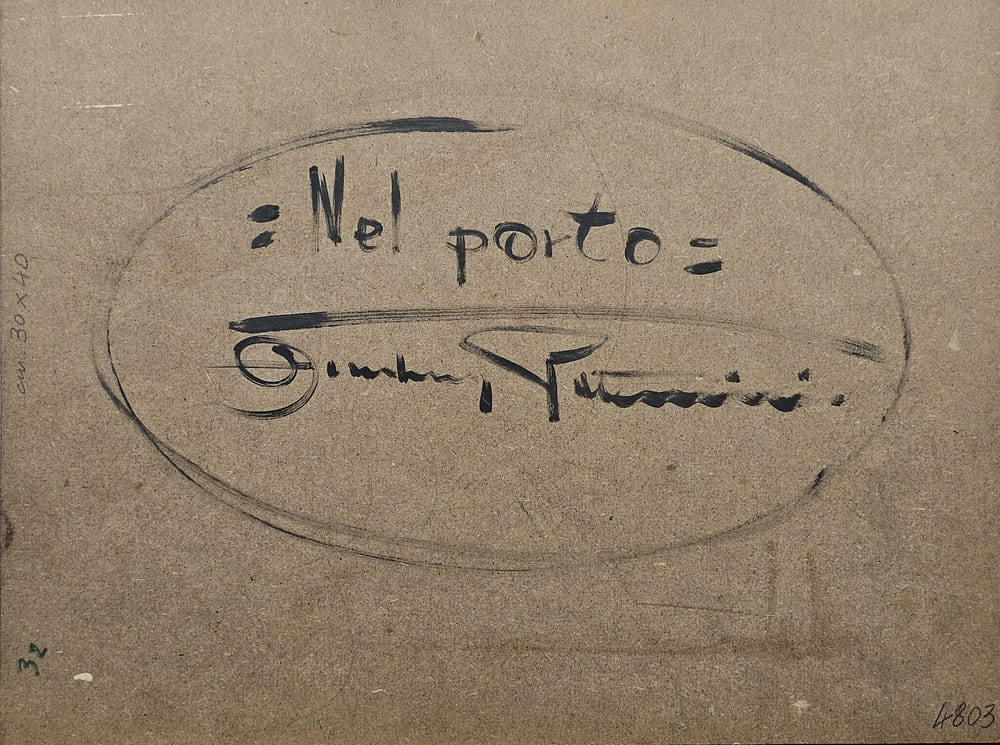 = Nel porto =
cm. 30 x 40
32
4803